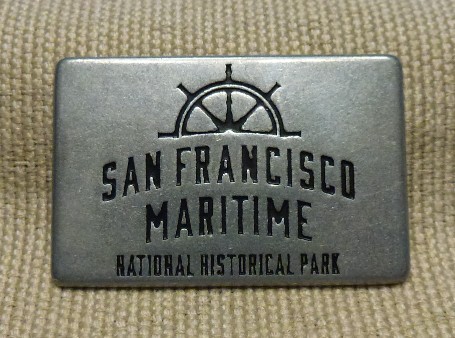 SAN FRANCISCO
MARITIME
NATIONAL HISTORICAL PARK